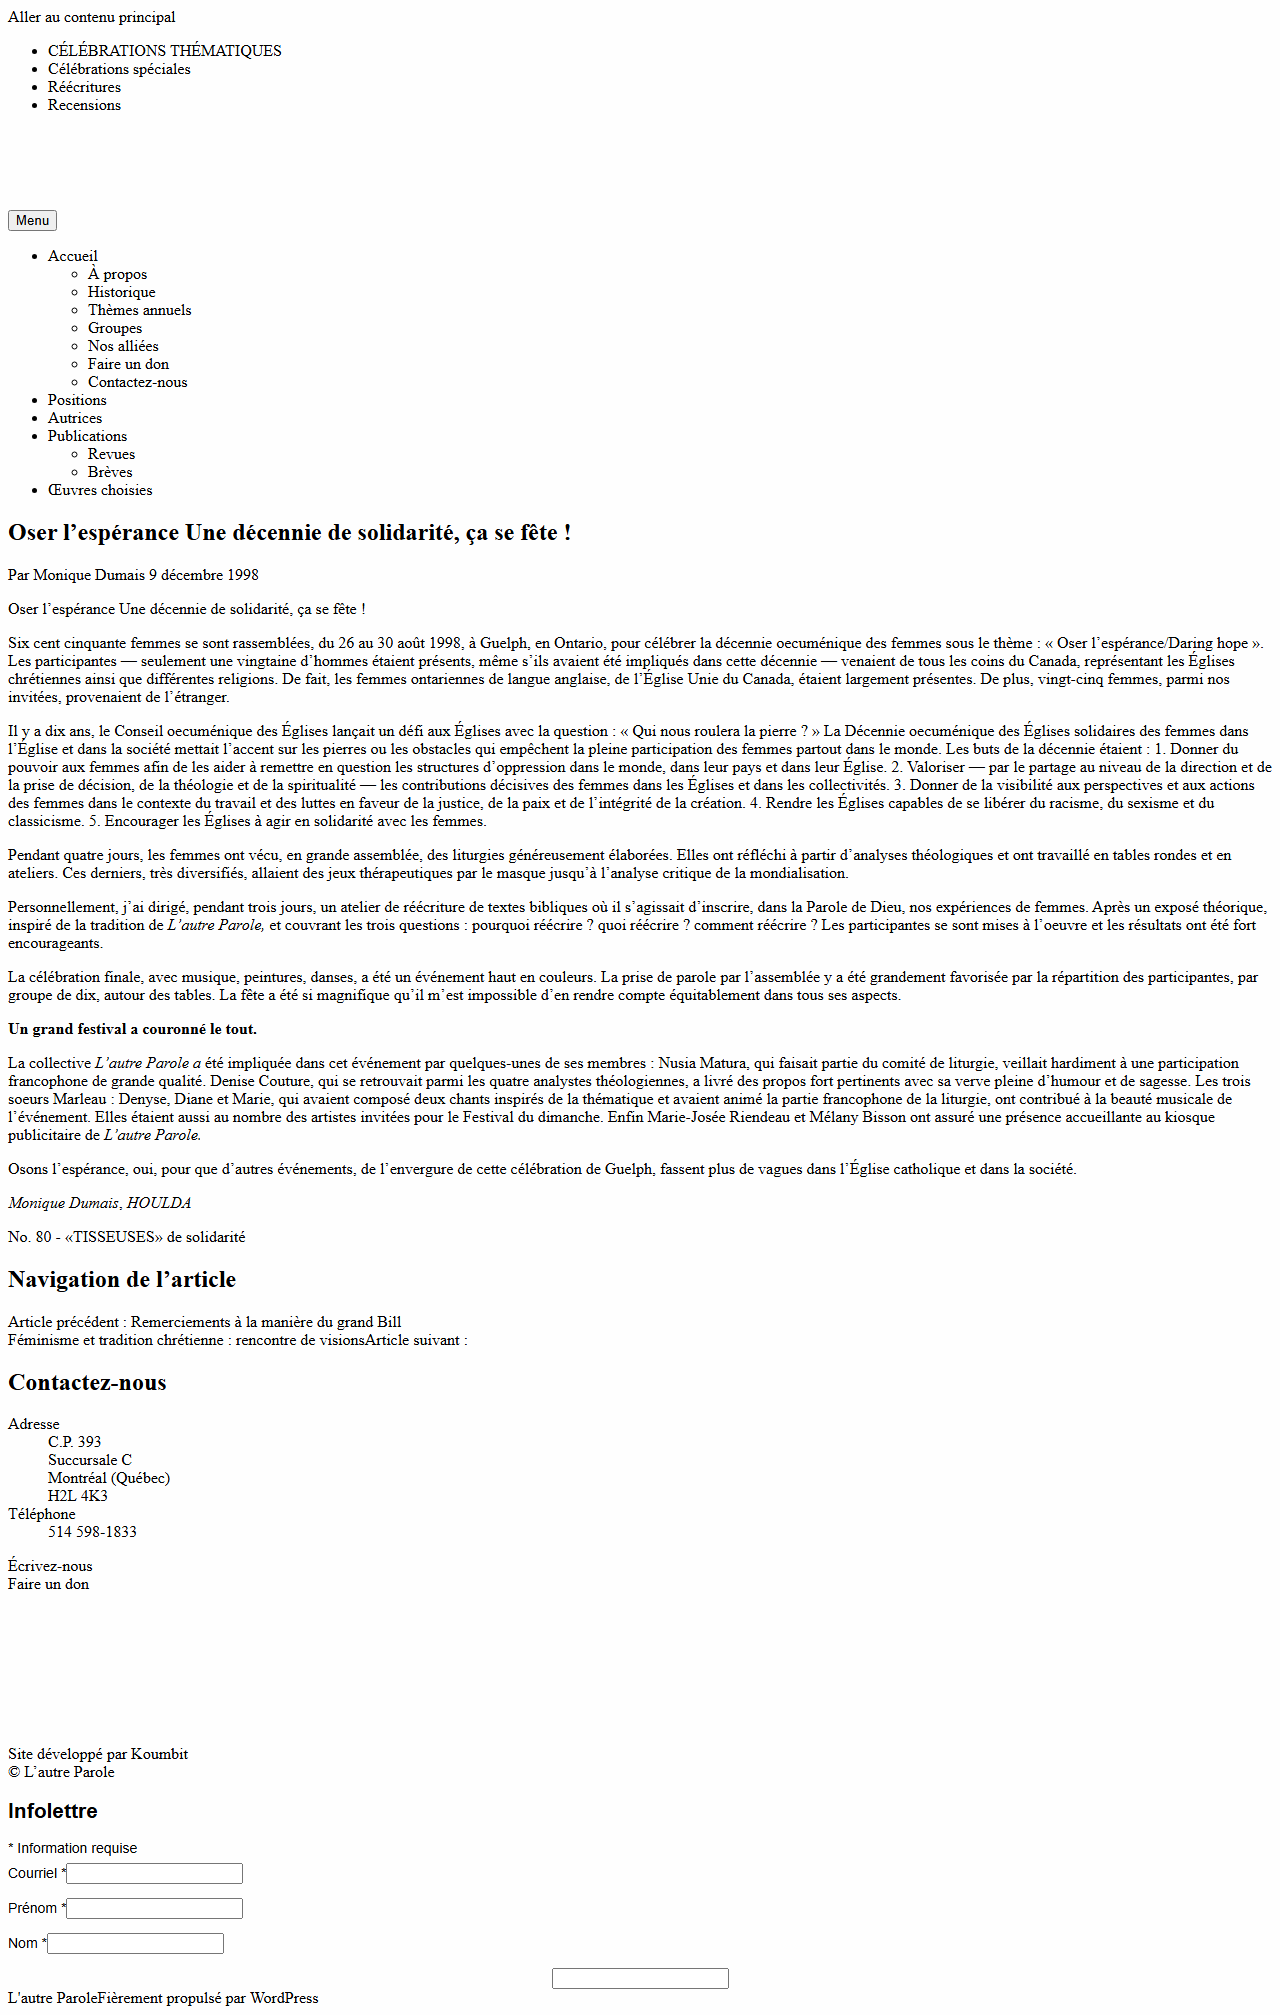 Aller au contenu principal
CÉLÉBRATIONS THÉMATIQUES
Célébrations spéciales
Réécritures
Recensions
Menu
Accueil
À propos
Historique
Thèmes annuels
Groupes
Nos alliées
Faire un don
Contactez-nous
Positions
Autrices
Publications
Revues
Brèves
Œuvres choisies
Oser l’espérance Une décennie de solidarité, ça se fête !
Par Monique Dumais 9 décembre 1998
Oser l’espérance Une décennie de solidarité, ça se fête !
Six cent cinquante femmes se sont rassemblées, du 26 au 30 août 1998, à Guelph, en Ontario, pour célébrer la décennie oecuménique des femmes sous le thème : « Oser l’espérance/Daring hope ».
Les participantes — seulement une vingtaine d’hommes étaient présents, même s’ils avaient été impliqués dans cette décennie — venaient de tous les coins du Canada, représentant les Églises
chrétiennes ainsi que différentes religions. De fait, les femmes ontariennes de langue anglaise, de l’Église Unie du Canada, étaient largement présentes. De plus, vingt-cinq femmes, parmi nos
invitées, provenaient de l’étranger.
Il y a dix ans, le Conseil oecuménique des Églises lançait un défi aux Églises avec la question : « Qui nous roulera la pierre ? » La Décennie oecuménique des Églises solidaires des femmes dans
l’Église et dans la société mettait l’accent sur les pierres ou les obstacles qui empêchent la pleine participation des femmes partout dans le monde. Les buts de la décennie étaient : 1. Donner du
pouvoir aux femmes afin de les aider à remettre en question les structures d’oppression dans le monde, dans leur pays et dans leur Église. 2. Valoriser — par le partage au niveau de la direction et de
la prise de décision, de la théologie et de la spiritualité — les contributions décisives des femmes dans les Églises et dans les collectivités. 3. Donner de la visibilité aux perspectives et aux actions
des femmes dans le contexte du travail et des luttes en faveur de la justice, de la paix et de l’intégrité de la création. 4. Rendre les Églises capables de se libérer du racisme, du sexisme et du
classicisme. 5. Encourager les Églises à agir en solidarité avec les femmes.
Pendant quatre jours, les femmes ont vécu, en grande assemblée, des liturgies généreusement élaborées. Elles ont réfléchi à partir d’analyses théologiques et ont travaillé en tables rondes et en
ateliers. Ces derniers, très diversifiés, allaient des jeux thérapeutiques par le masque jusqu’à l’analyse critique de la mondialisation.
Personnellement, j’ai dirigé, pendant trois jours, un atelier de réécriture de textes bibliques où il s’agissait d’inscrire, dans la Parole de Dieu, nos expériences de femmes. Après un exposé théorique,
inspiré de la tradition de L’autre Parole, et couvrant les trois questions : pourquoi réécrire ? quoi réécrire ? comment réécrire ? Les participantes se sont mises à l’oeuvre et les résultats ont été fort
encourageants.
La célébration finale, avec musique, peintures, danses, a été un événement haut en couleurs. La prise de parole par l’assemblée y a été grandement favorisée par la répartition des participantes, par
groupe de dix, autour des tables. La fête a été si magnifique qu’il m’est impossible d’en rendre compte équitablement dans tous ses aspects.
Un grand festival a couronné le tout.
La collective L’autre Parole a été impliquée dans cet événement par quelques-unes de ses membres : Nusia Matura, qui faisait partie du comité de liturgie, veillait hardiment à une participation
francophone de grande qualité. Denise Couture, qui se retrouvait parmi les quatre analystes théologiennes, a livré des propos fort pertinents avec sa verve pleine d’humour et de sagesse. Les trois
soeurs Marleau : Denyse, Diane et Marie, qui avaient composé deux chants inspirés de la thématique et avaient animé la partie francophone de la liturgie, ont contribué à la beauté musicale de
l’événement. Elles étaient aussi au nombre des artistes invitées pour le Festival du dimanche. Enfin Marie-Josée Riendeau et Mélany Bisson ont assuré une présence accueillante au kiosque
publicitaire de L’autre Parole.
Osons l’espérance, oui, pour que d’autres événements, de l’envergure de cette célébration de Guelph, fassent plus de vagues dans l’Église catholique et dans la société.
Monique Dumais, HOULDA
No. 80 - «TISSEUSES» de solidarité
Navigation de l’article
Article précédent : Remerciements à la manière du grand Bill
Féminisme et tradition chrétienne : rencontre de visionsArticle suivant :
Contactez-nous
Adresse
C.P. 393
Succursale C
Montréal (Québec)
H2L 4K3
Téléphone
514 598-1833
Écrivez-nous
Faire un don
Site développé par Koumbit
© L’autre Parole
Infolettre
* Information requise
Courriel *
Prénom *
Nom *
L'autre ParoleFièrement propulsé par WordPress